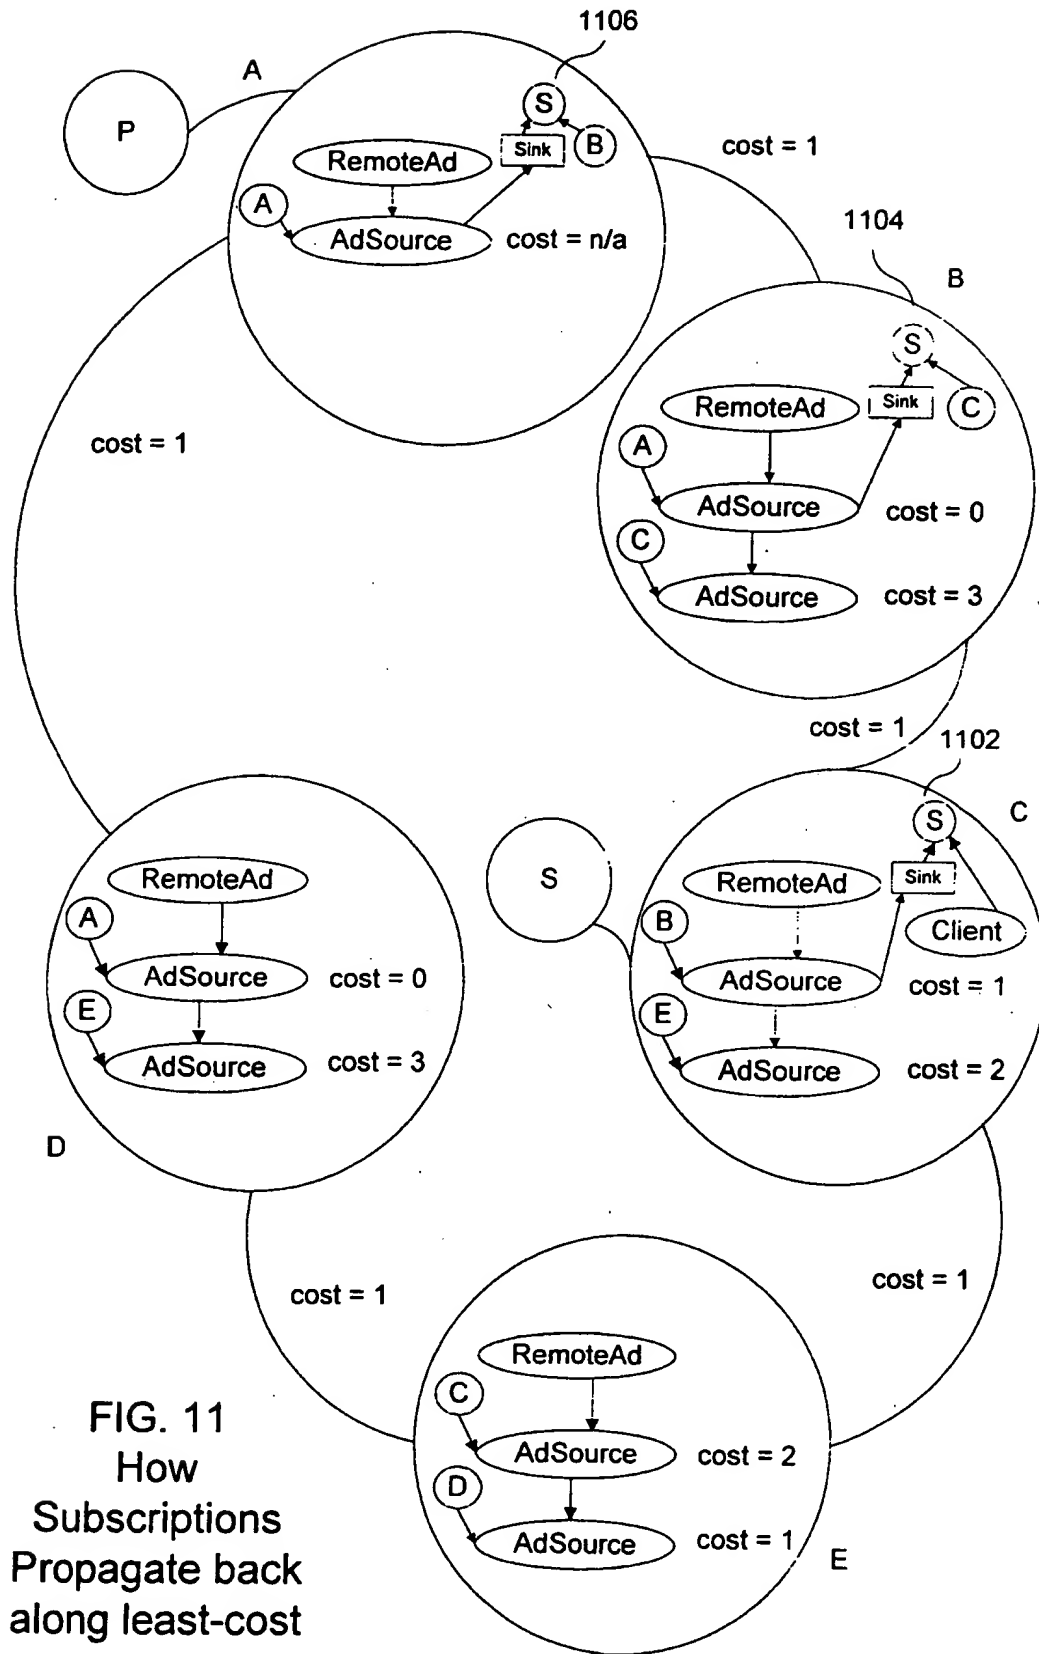 1106
A
P
S
Sink
B
RemoteAd
A
AdSource
cost = n/a
cost = 1
1104
B
S
Sink
C
RemoteAd
A
AdSource
cost = 0
C
AdSource
cost = 3
cost = 1
cost = 1
1102
C
S
Sink
Client
RemoteAd
B
AdSource
cost = 1
E
AdSource
cost = 2
S
RemoteAd
A
AdSource
cost = 0
E
AdSource
cost = 3
D
cost = 1
cost = 1
RemoteAd
C
AdSource
cost = 2
D
AdSource
cost = 1
E
FIG. 11
How
Subscriptions
Propagate back
along least-cost